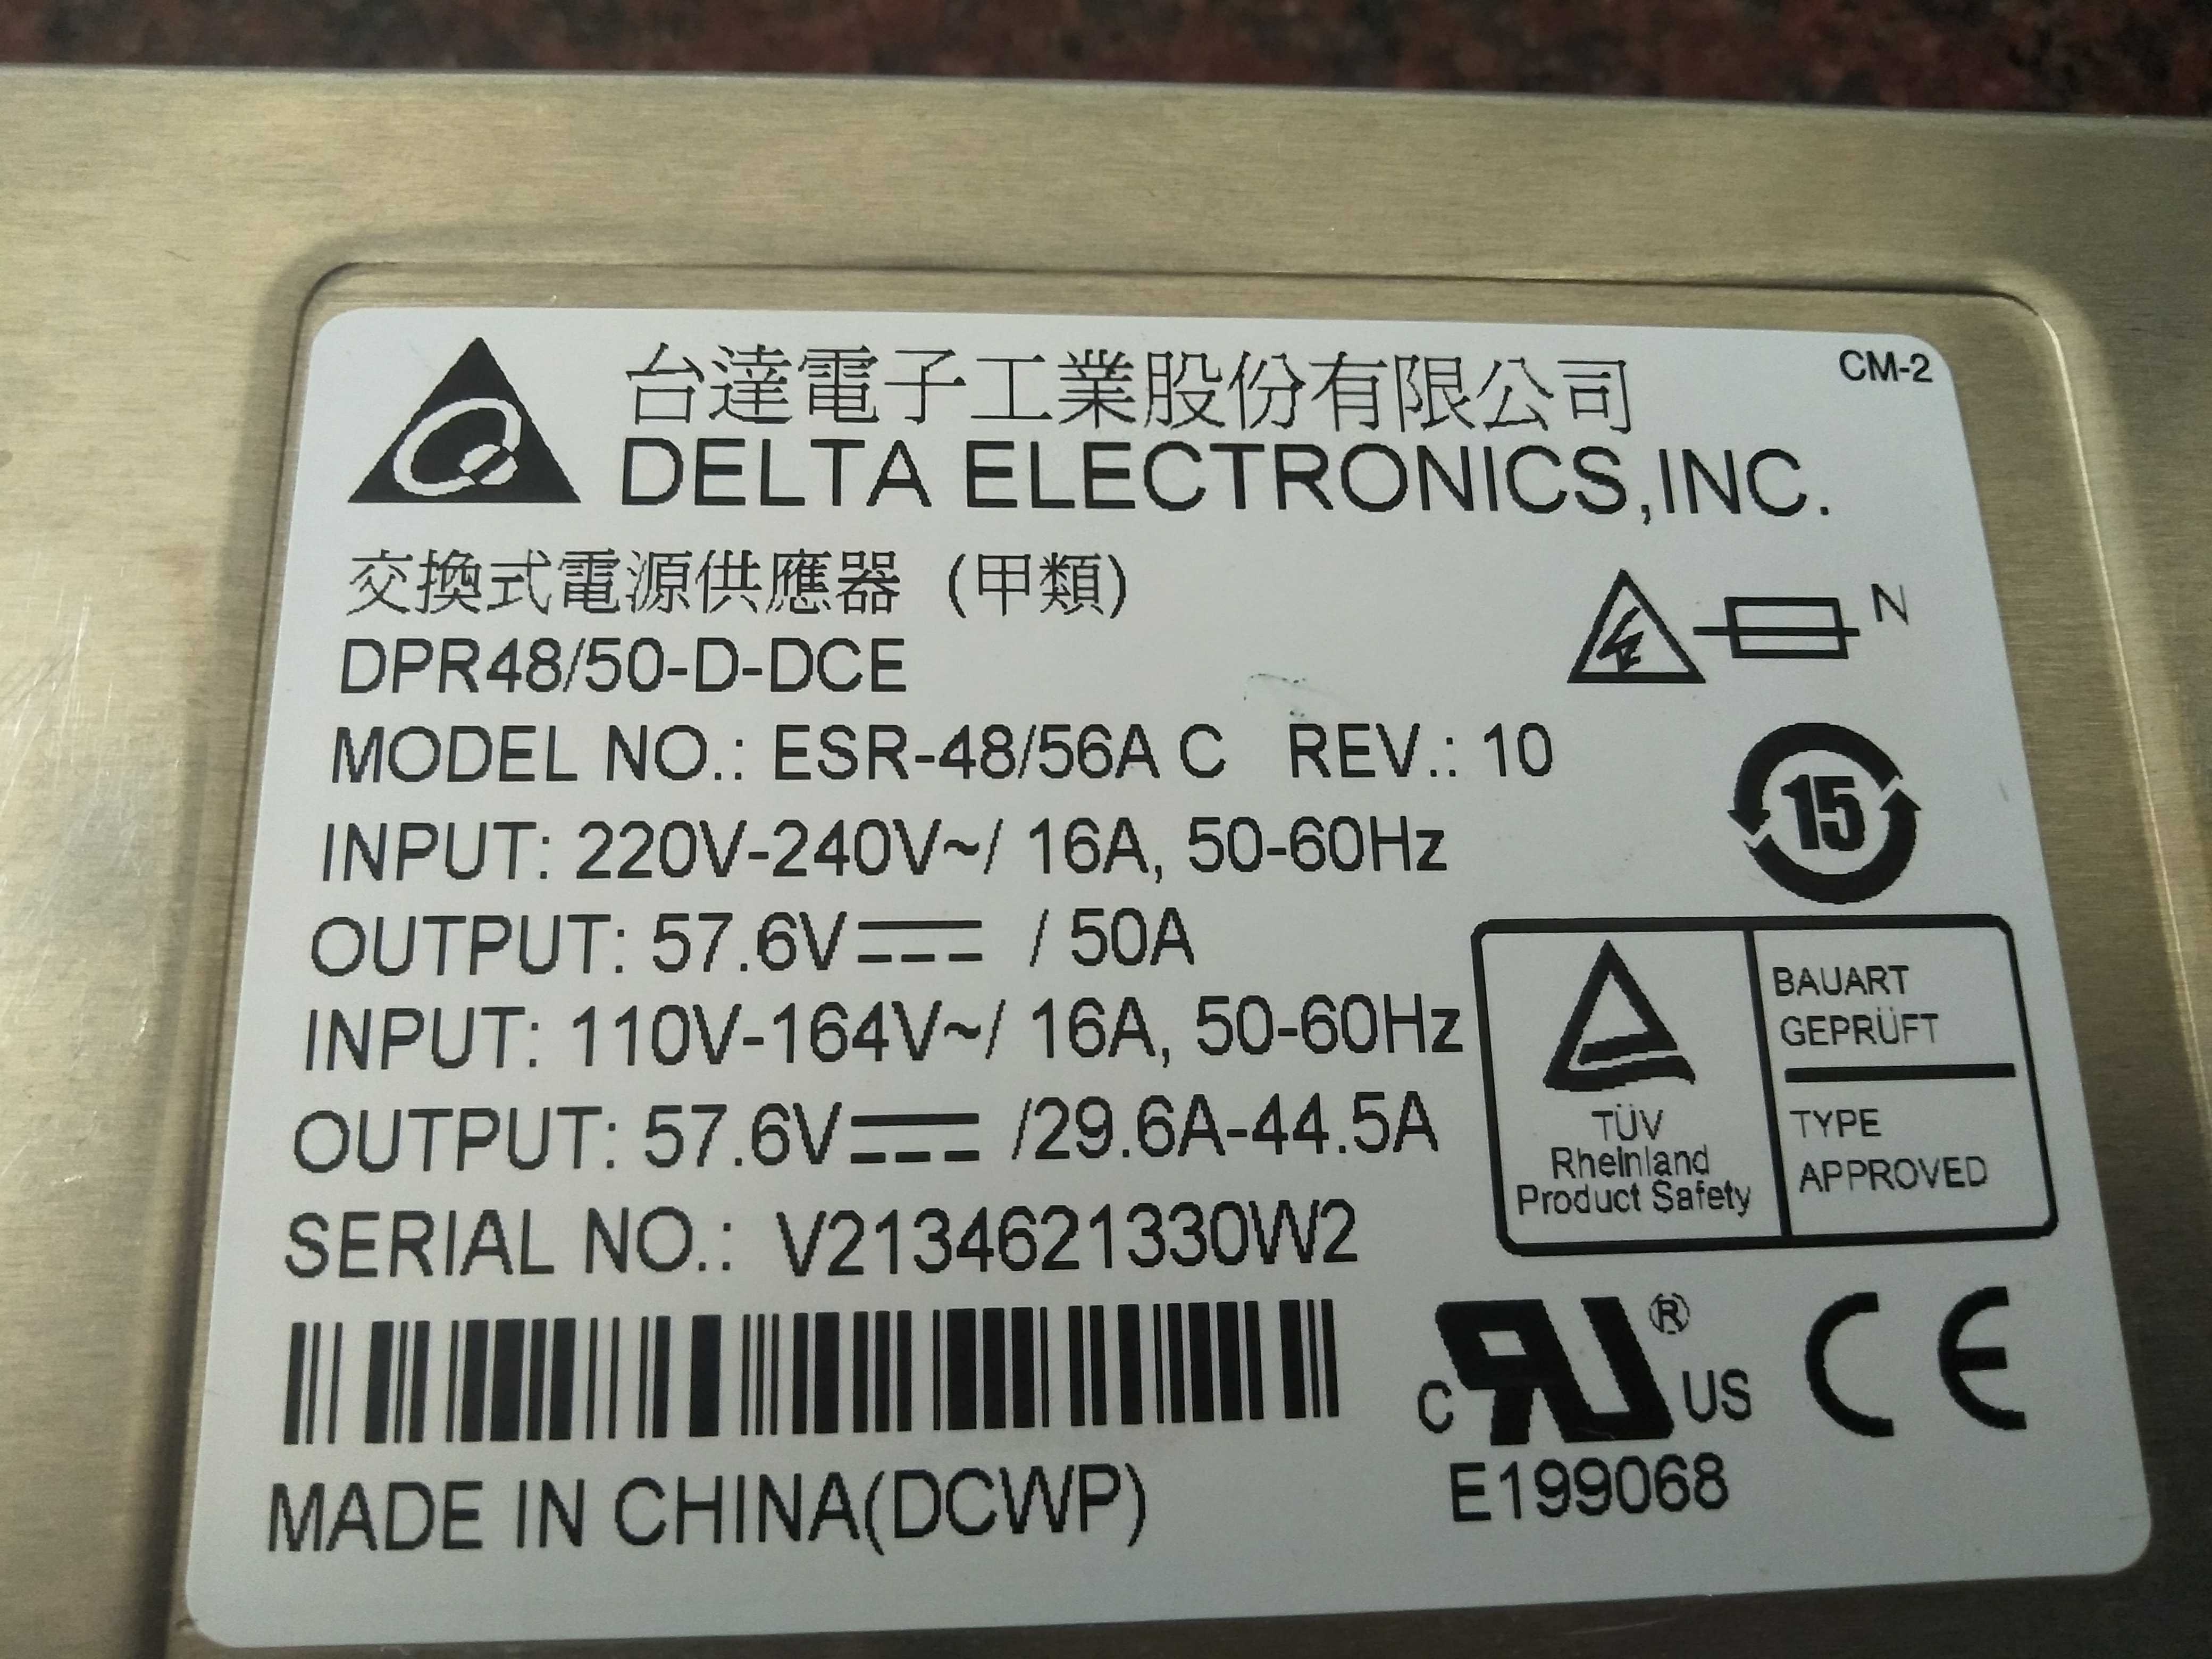 台達電子工業股份有限公司
CM-2
DELTA ELECTRONICS,INC.
交換式電源供應器 (甲類)
N
DPR48/50-D-DCE
MODEL NO.: ESR-48/56A C REV.: 10
15
INPUT: 220V-240V~/ 16A, 50-60Hz
OUTPUT: 57.6V⎓ / 50A
INPUT: 110V-164V~/ 16A, 50-60Hz
OUTPUT: 57.6V⎓ /29.6A-44.5A
BAUART
GEPRÜFT
TÜV
Rheinland
Product Safety
TYPE
APPROVED
SERIAL NO.: V2134621330W2
C RU® US CE
E199068
MADE IN CHINA(DCWP)